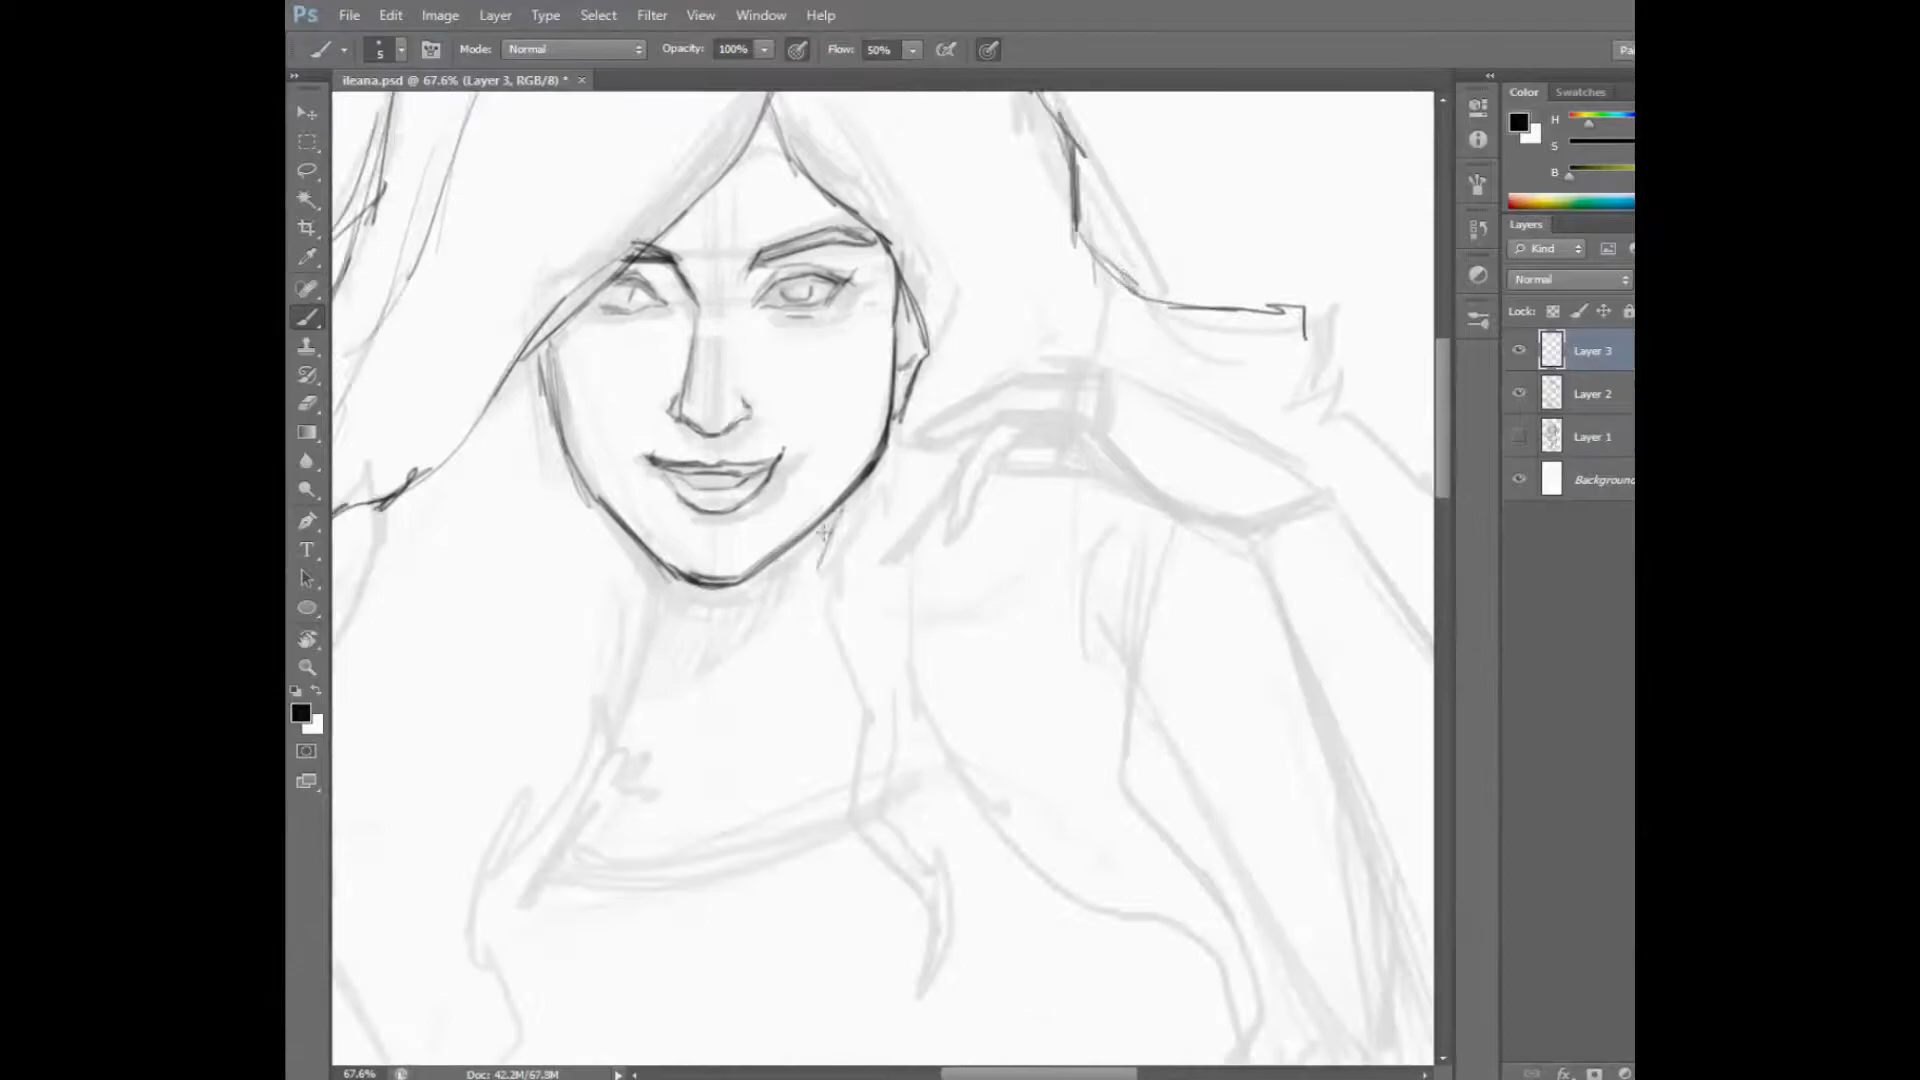 Ps File Edit Image Layer Type Select Filter View Window Help
5 Mode: Normal Opacity: 100% Flow: 50%
ileana.psd @ 67.6% (Layer 3, RGB/8) * ×
Color Swatches
H
S
B
Layers
Kind
Normal
Lock:
Layer 3
Layer 2
Layer 1
Background
T
67.6% Doc: 42.2M/67.8M
fx